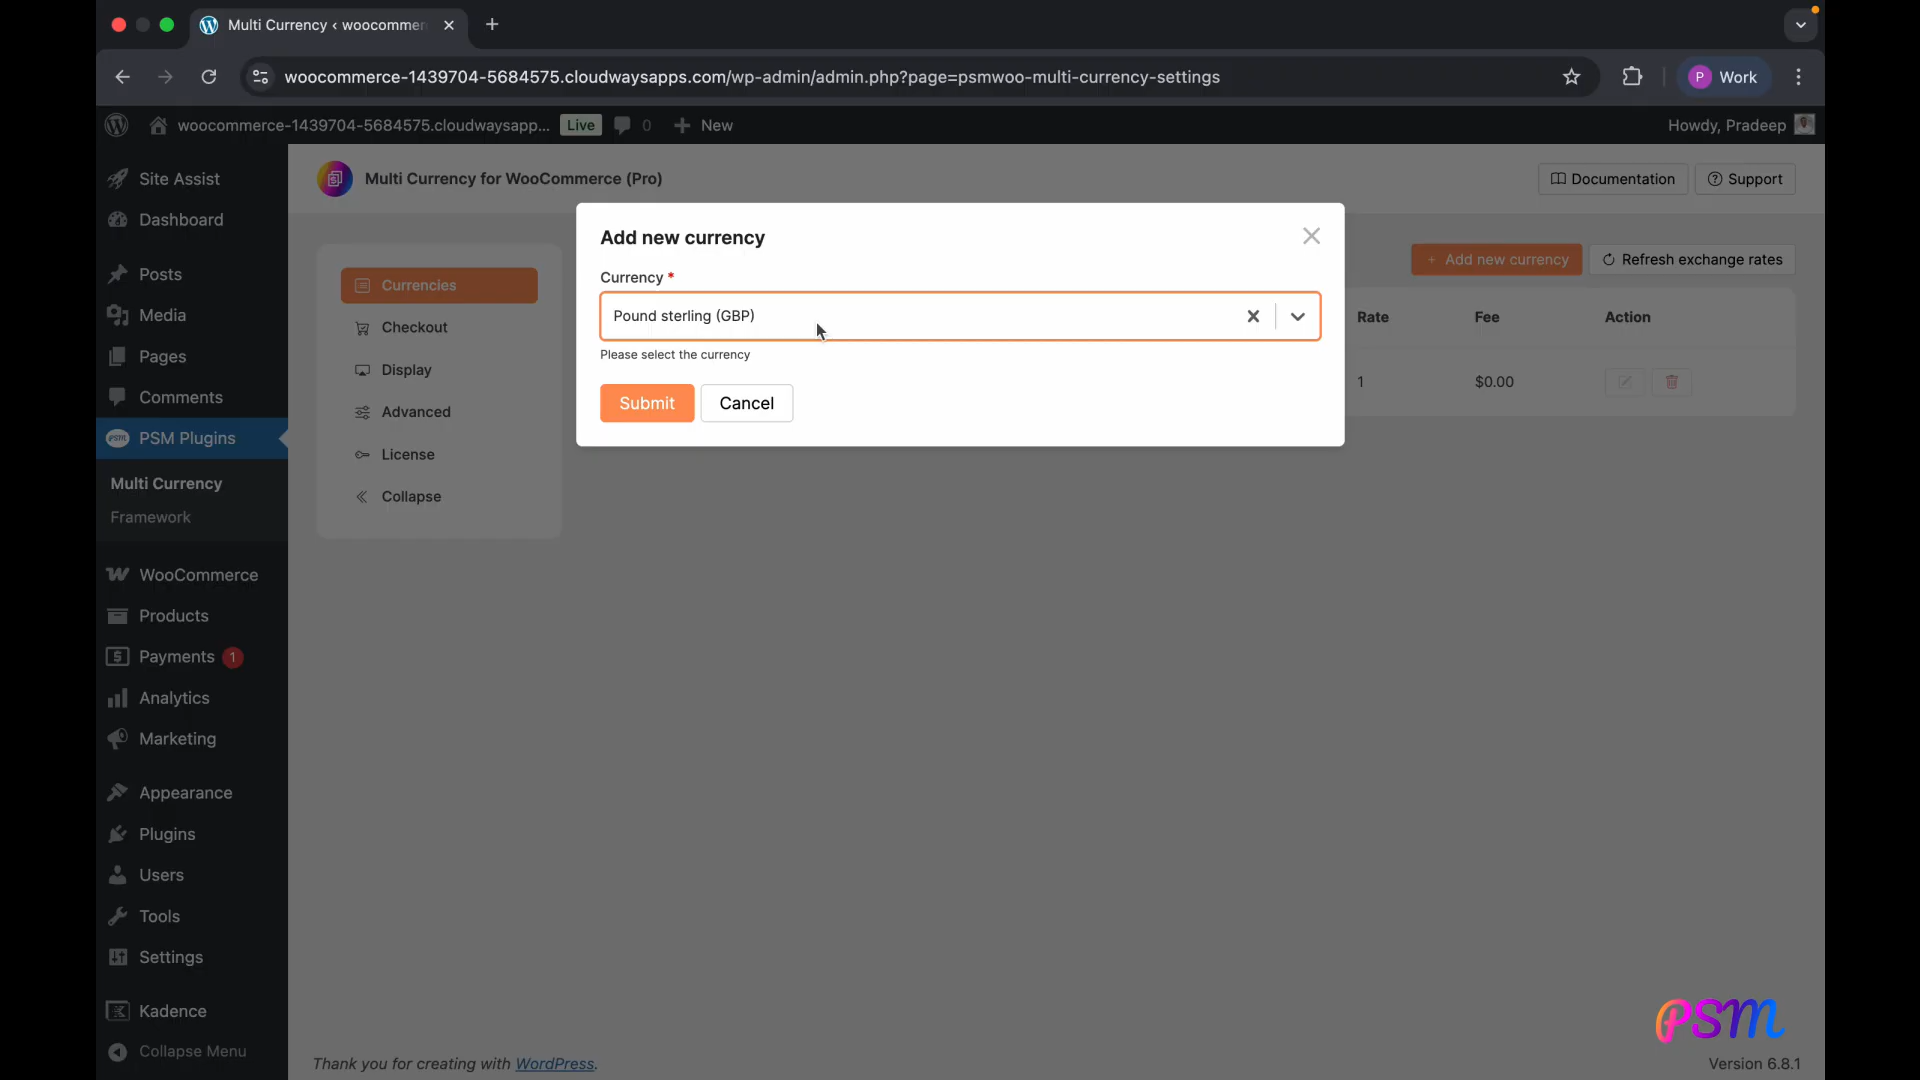 Multi Currency ‹ woocommer
woocommerce-1439704-5684575.cloudwaysapps.com/wp-admin/admin.php?page=psmwoo-multi-currency-settings
P Work
woocommerce-1439704-5684575.cloudwaysapp... Live 0 New
Howdy, Pradeep
Site Assist
Dashboard
Posts
Media
Pages
Comments
PSM Plugins
Multi Currency
Framework
WooCommerce
Products
Payments 1
Analytics
Marketing
Appearance
Plugins
Users
Tools
Settings
Kadence
Collapse Menu
Multi Currency for WooCommerce (Pro)
Documentation
Support
Currencies
Checkout
Display
Advanced
License
Collapse
+ Add new currency
Refresh exchange rates
Rate Fee Action
1 $0.00
Add new currency
Currency *
Pound sterling (GBP)
Please select the currency
Submit Cancel
PSM
Thank you for creating with WordPress.
Version 6.8.1